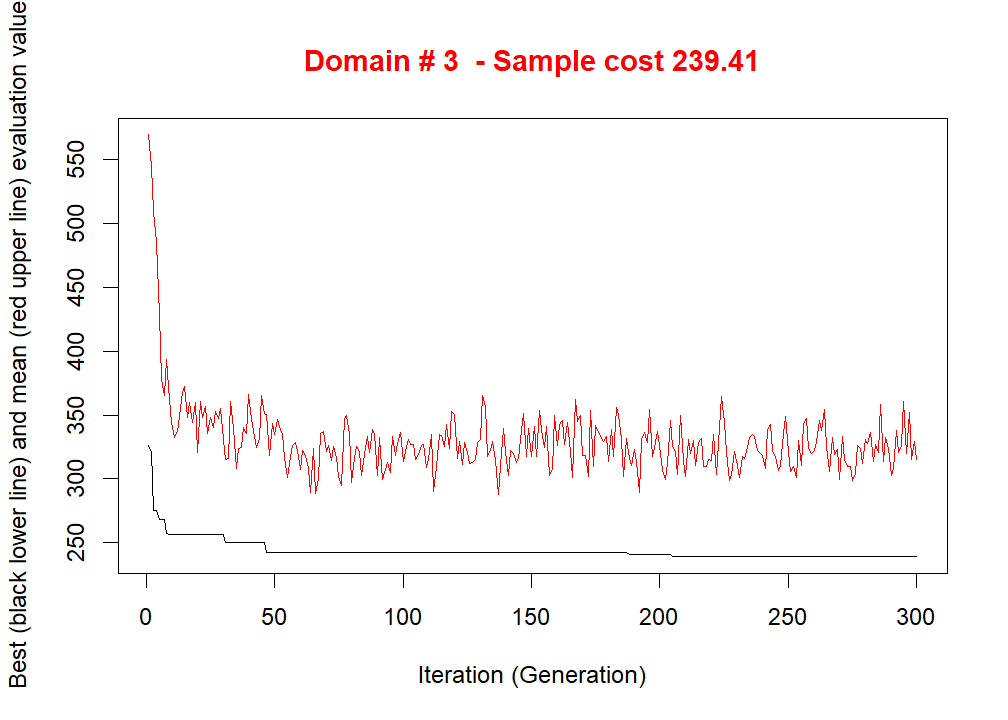 Domain # 3  - Sample cost 239.41
Best (black lower line) and mean (red upper line) evaluation value
550
500
450
400
350
300
250
0 50 100 150 200 250 300
Iteration (Generation)